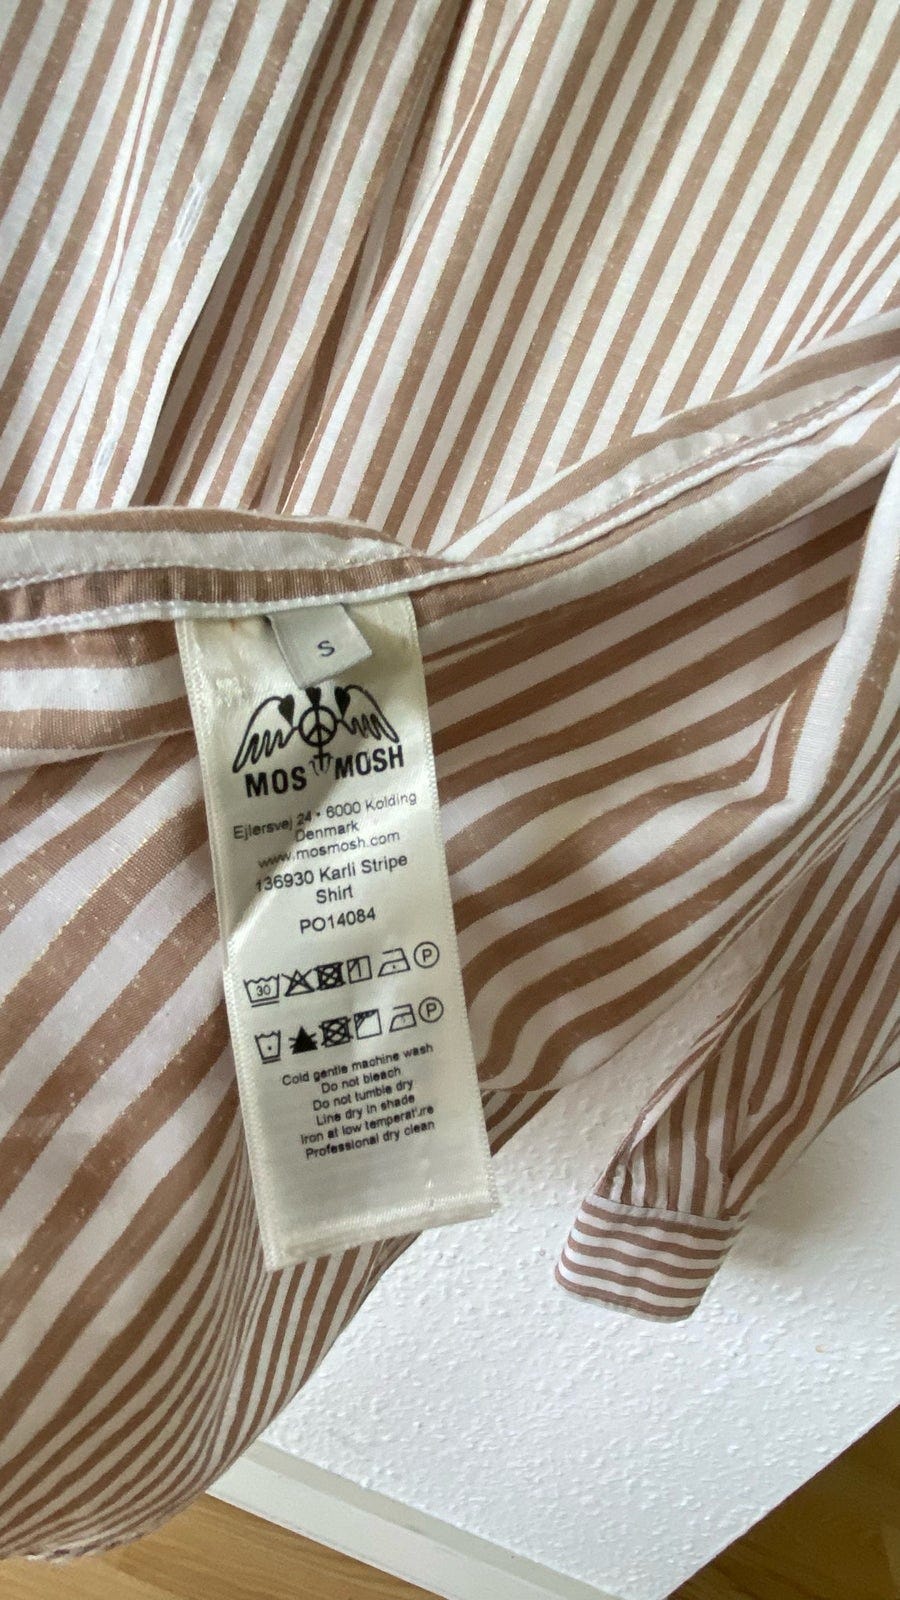 S
MOS MOSH
Ejlersvej 24 • 6000 Kolding
Denmark
www.mosmosh.com
136930 Karli Stripe
Shirt
PO14084
30 P
P
Cold gentle machine wash
Do not bleach
Do not tumble dry
Line dry in shade
Iron at low temperature
Professional dry clean